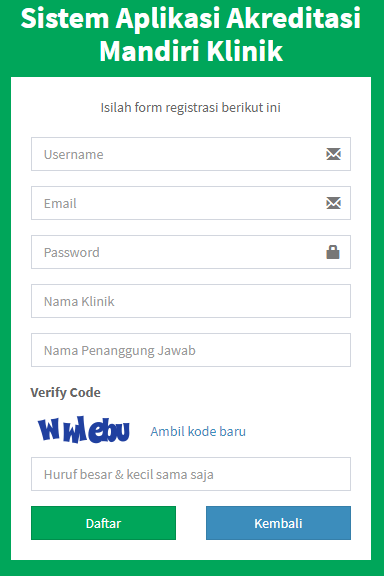 Sistem Aplikasi Akreditasi
Mandiri Klinik
Isilah form registrasi berikut ini
Username
Email
Password
Nama Klinik
Nama Penanggung Jawab
Verify Code
Ambil kode baru
Huruf besar & kecil sama saja
Daftar
Kembali